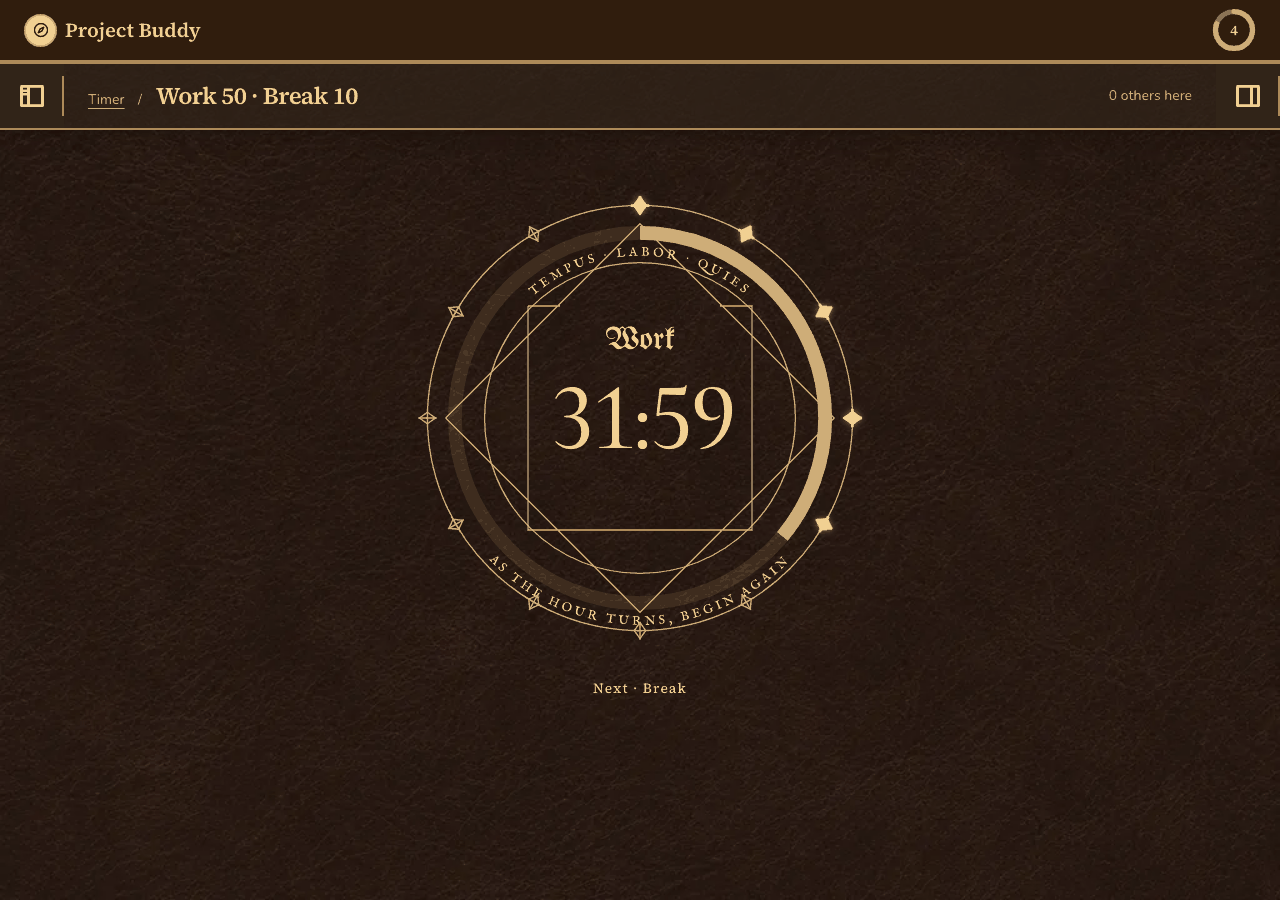 Project Buddy
4
Timer / Work 50 · Break 10
0 others here
TEMPUS · LABOR · QUIES
Work
31:59
AS THE HOUR TURNS, BEGIN AGAIN
Next · Break